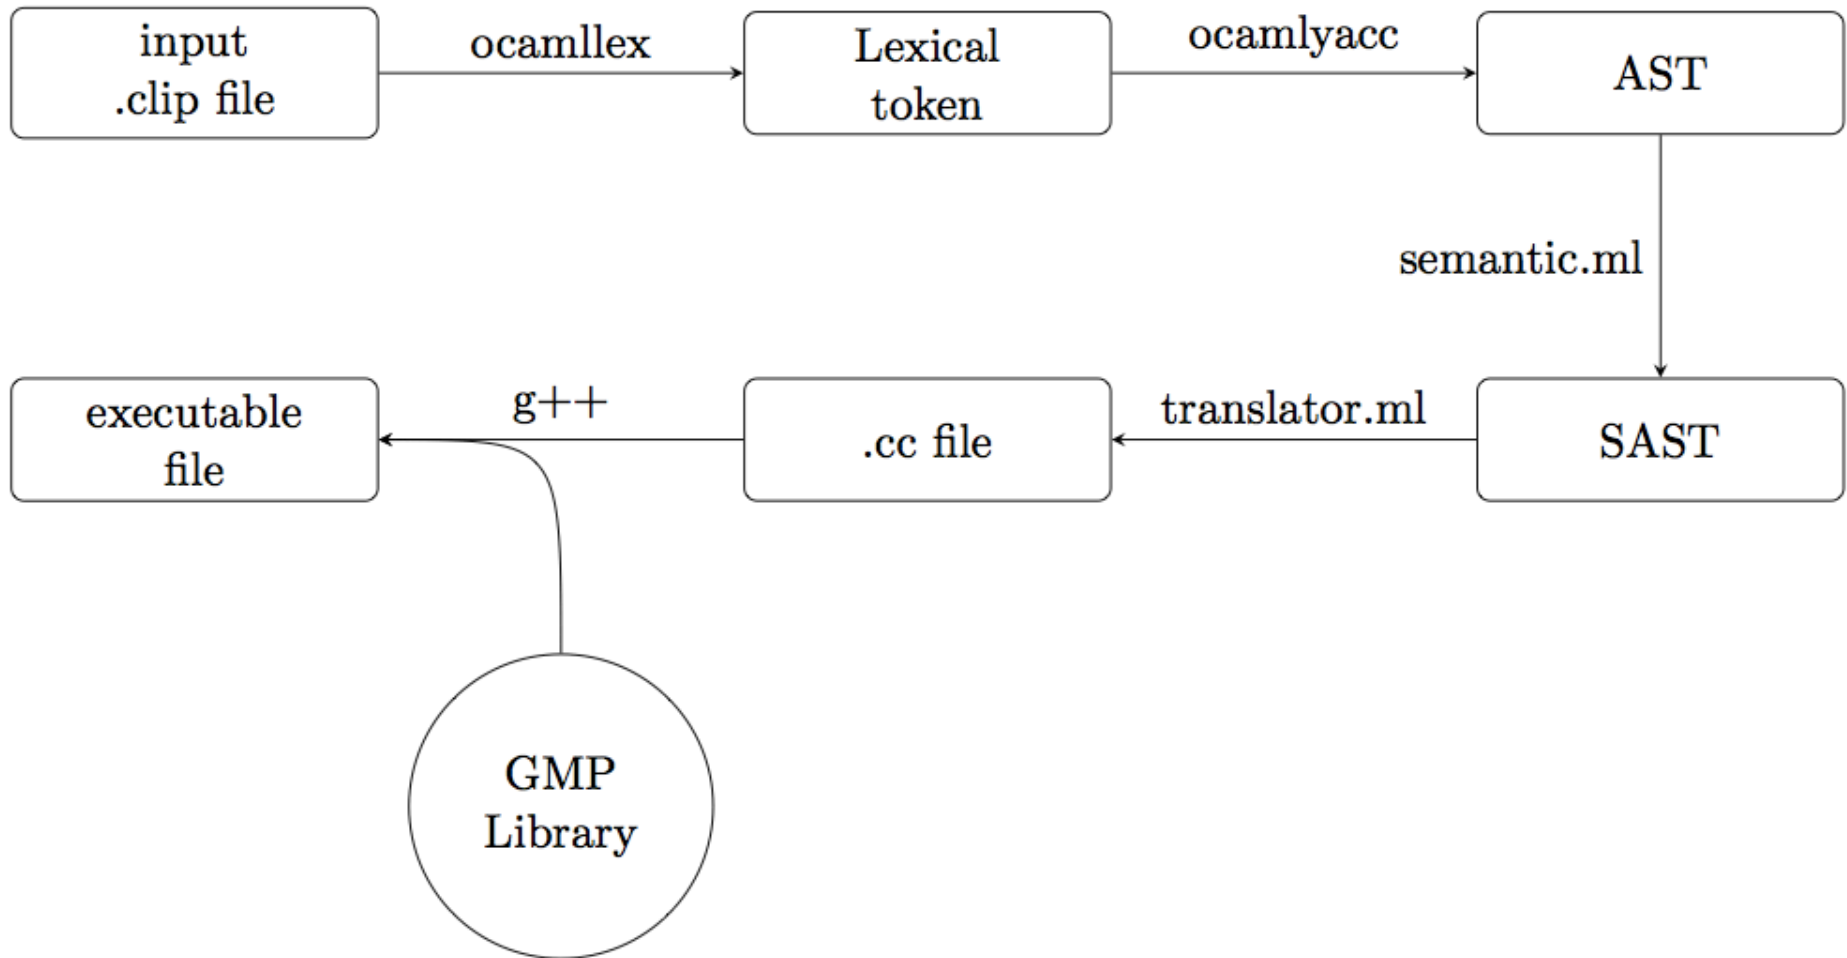 input
.clip file
ocamllex
Lexical
token
ocamlyacc
AST
semantic.ml
executable
file
g++
.cc file
translator.ml
SAST
GMP
Library